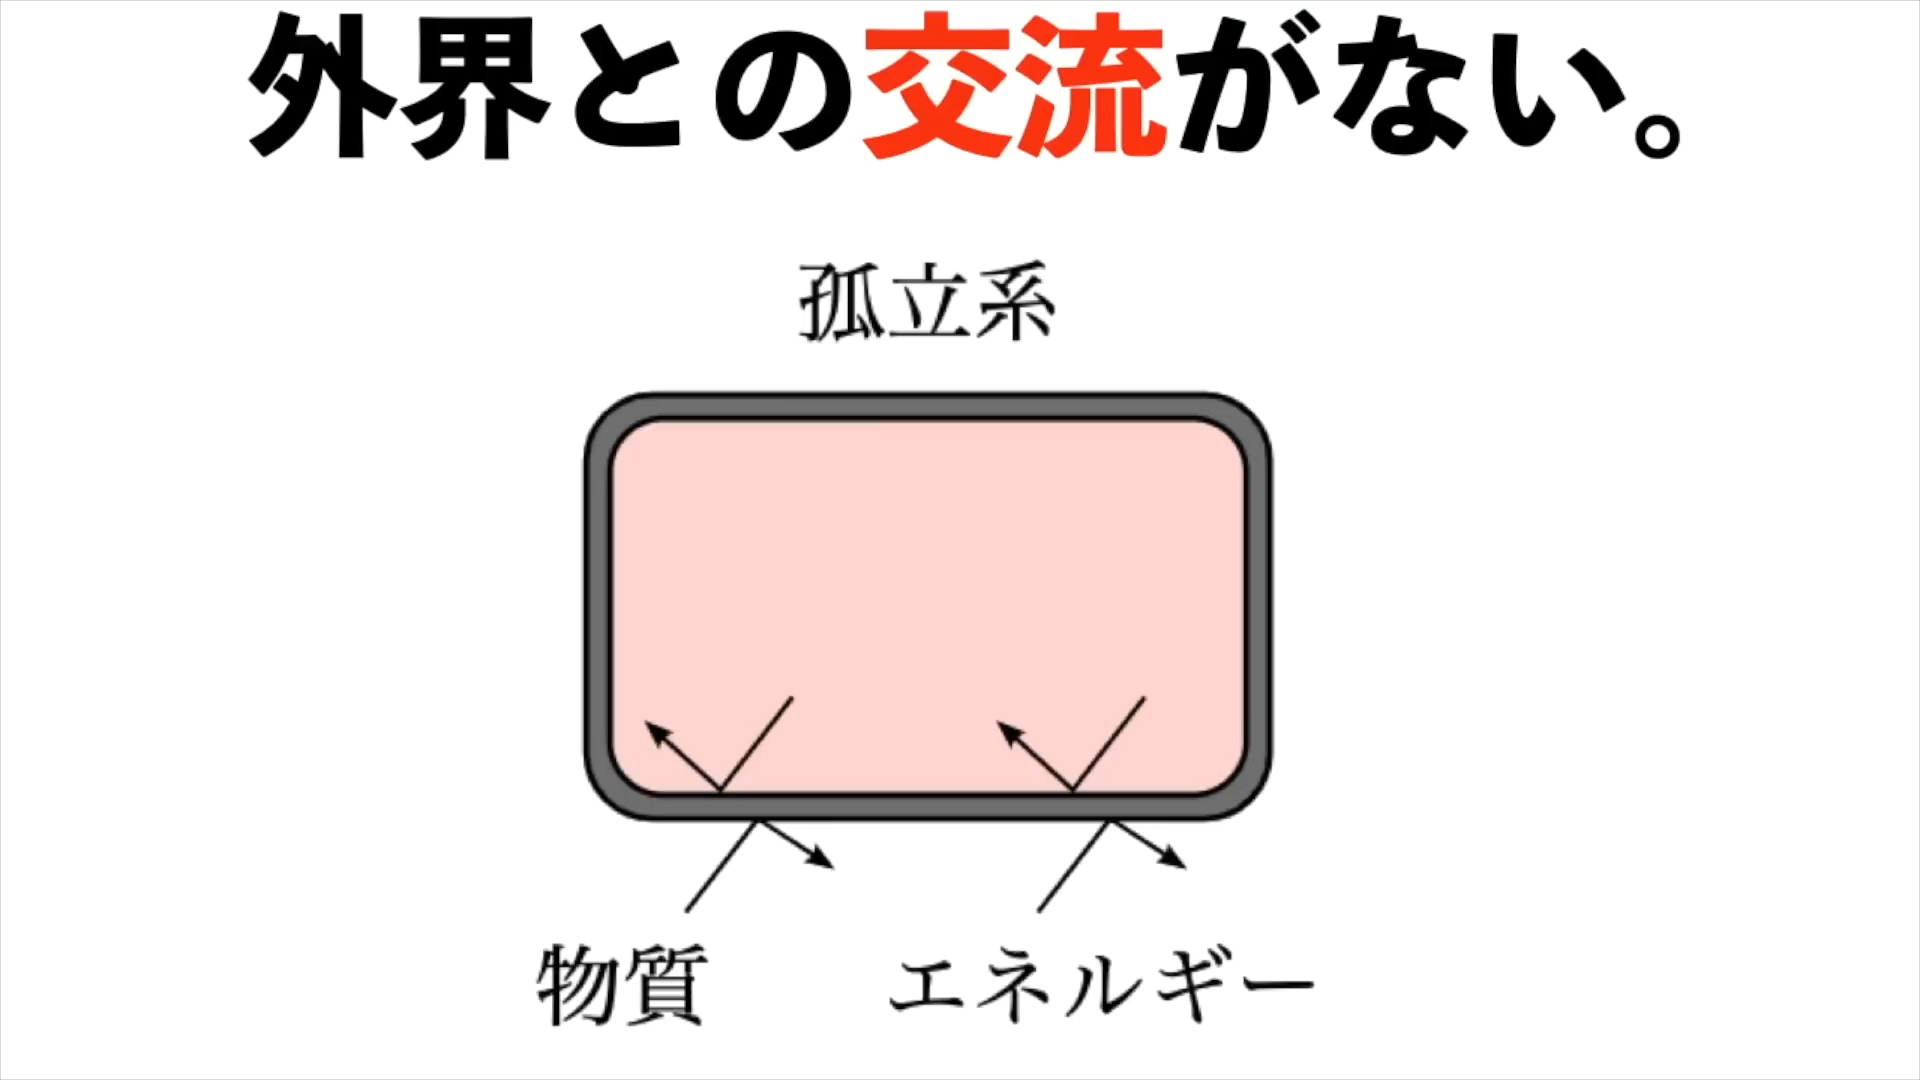 外界との交流がない。
孤立系
物質
エネルギー